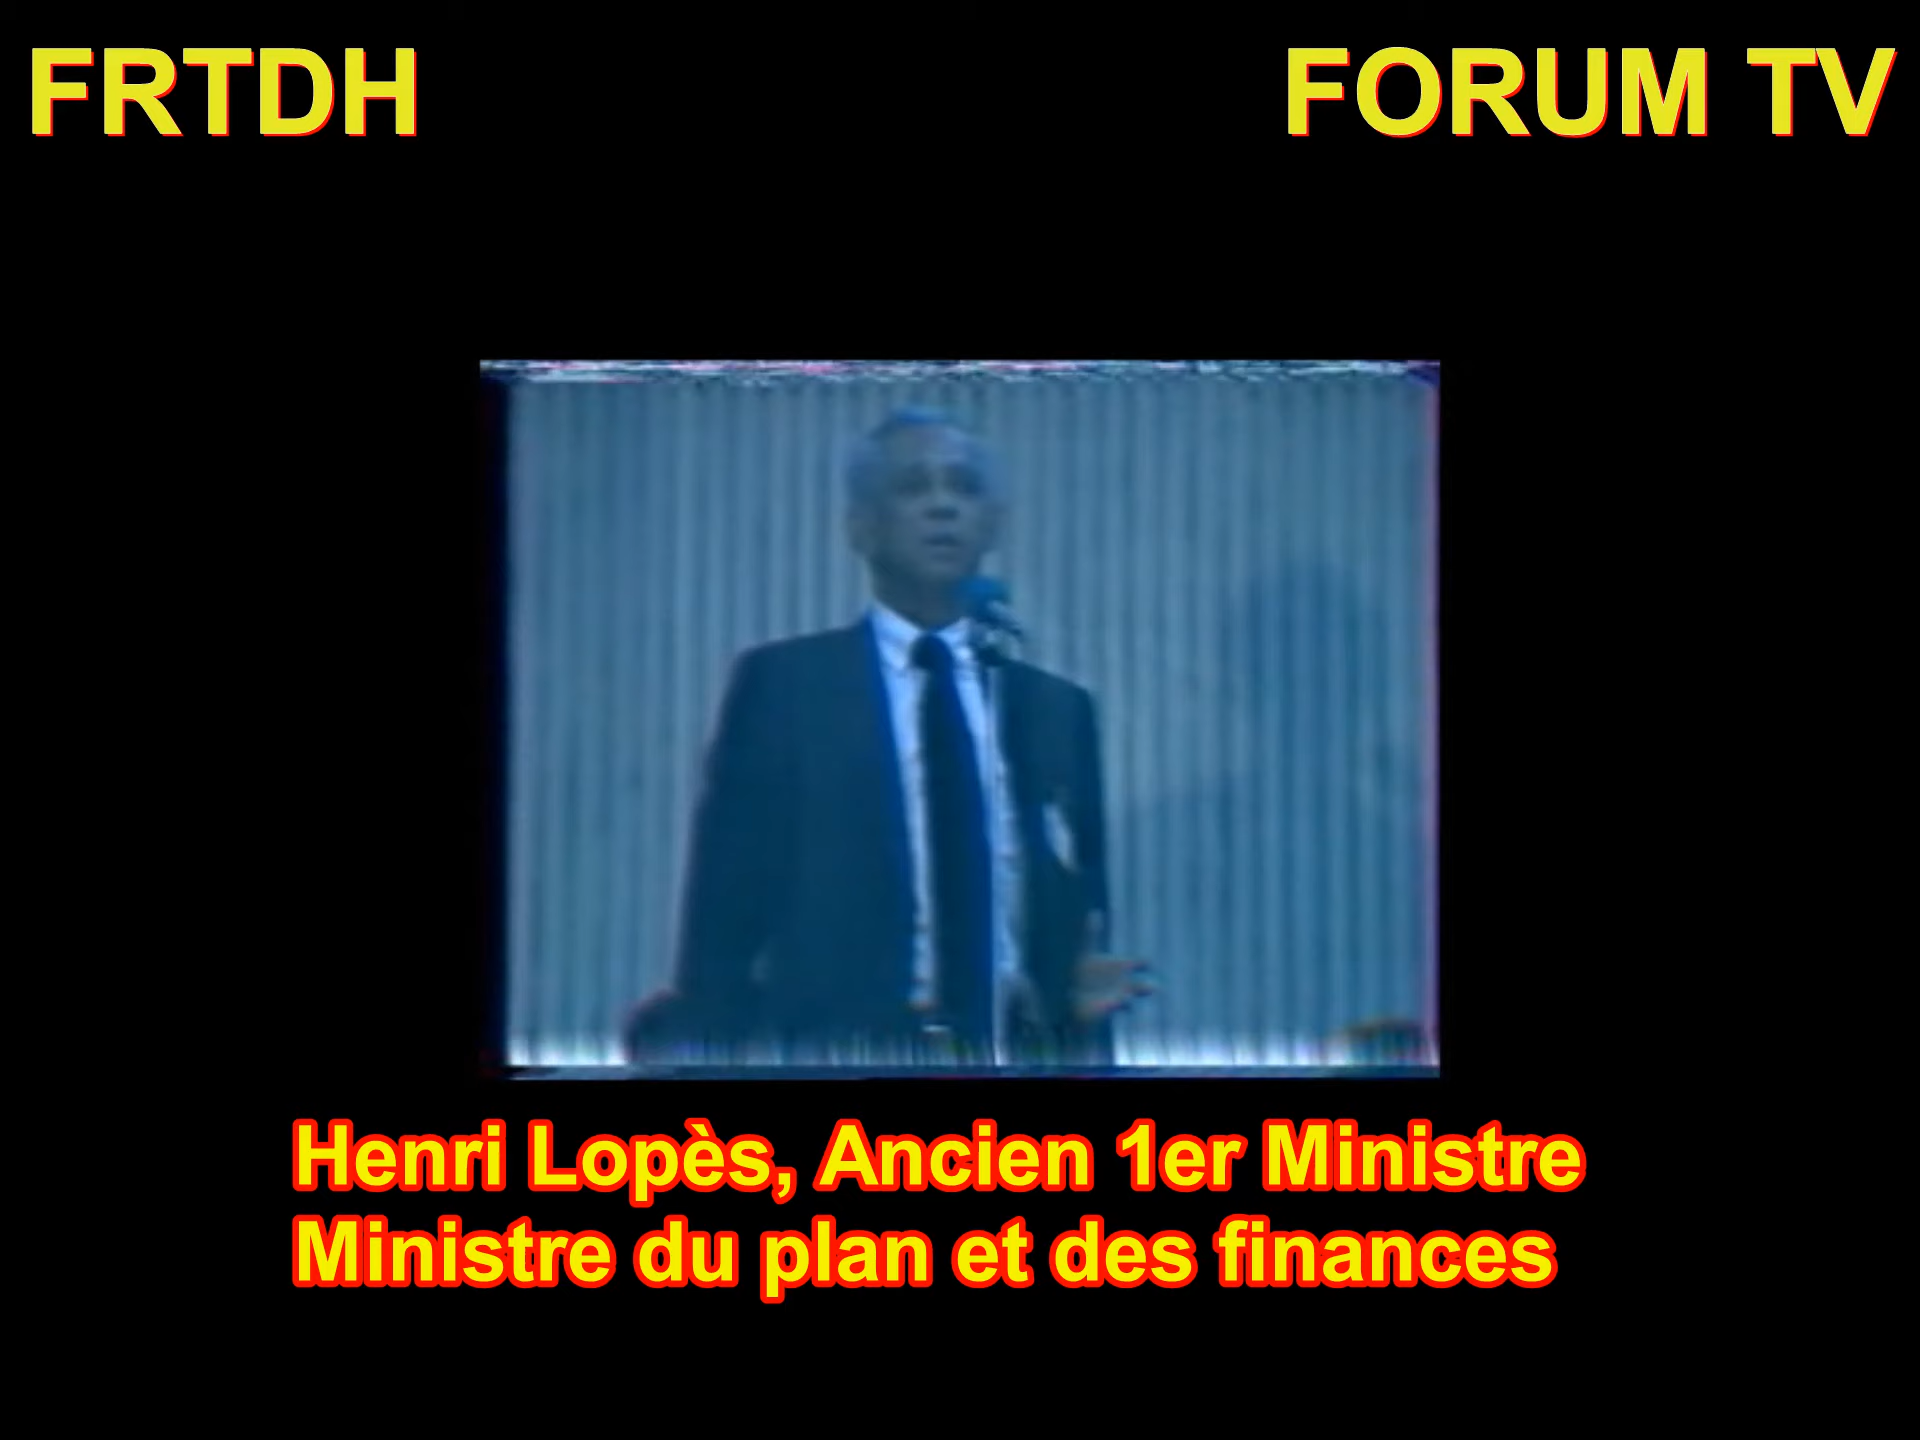 FRTDH FORUM TV
Henri Lopès, Ancien 1er Ministre
Ministre du plan et des finances